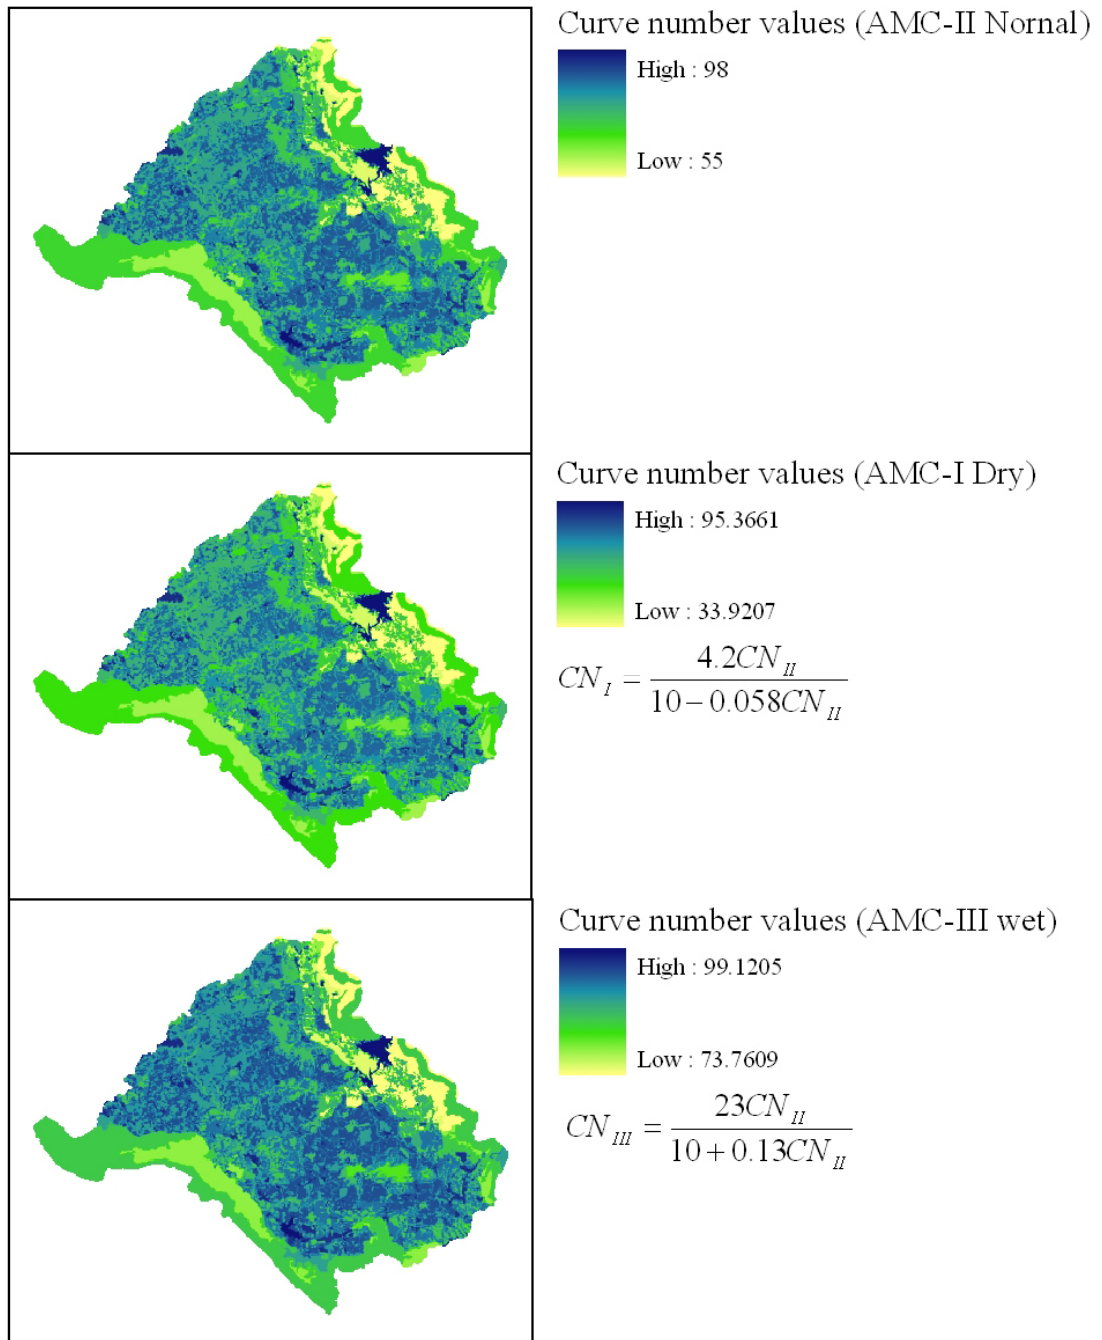 Curve number values (AMC-II Nornal)
High : 98
Low : 55
Curve number values (AMC-I Dry)
High : 95.3661
Low : 33.9207
CN_I = 4.2CN_II / 10 − 0.058CN_II
Curve number values (AMC-III wet)
High : 99.1205
Low : 73.7609
CN_III = 23CN_II / 10 + 0.13CN_II